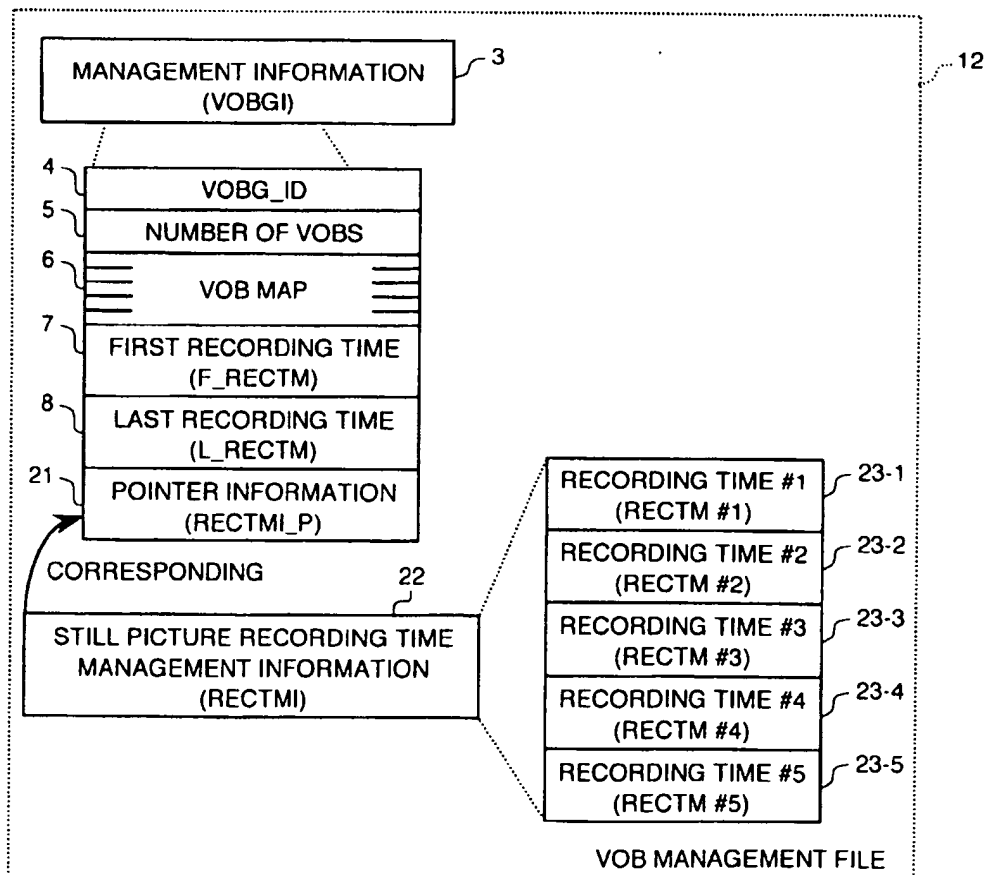 MANAGEMENT INFORMATION
(VOBGI)
3
12
4
VOBG_ID
5
NUMBER OF VOBS
6
VOB MAP
7
FIRST RECORDING TIME
(F_RECTM)
8
LAST RECORDING TIME
(L_RECTM)
21
POINTER INFORMATION
(RECTMI_P)
CORRESPONDING
22
STILL PICTURE RECORDING TIME
MANAGEMENT INFORMATION
(RECTMI)
RECORDING TIME #1
(RECTM #1)
23-1
RECORDING TIME #2
(RECTM #2)
23-2
RECORDING TIME #3
(RECTM #3)
23-3
RECORDING TIME #4
(RECTM #4)
23-4
RECORDING TIME #5
(RECTM #5)
23-5
VOB MANAGEMENT FILE